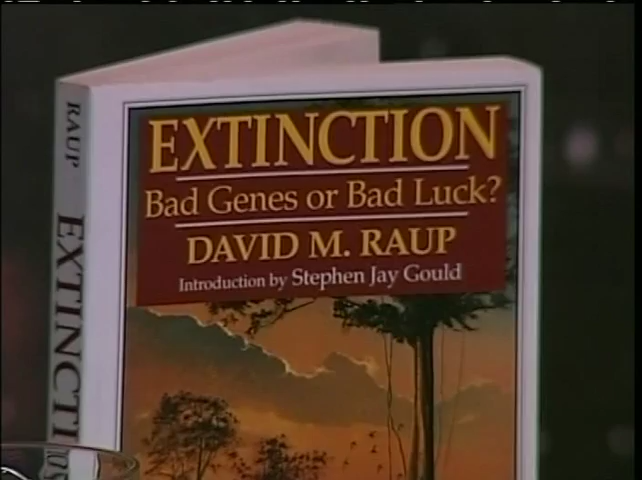 EXTINCTION
Bad Genes or Bad Luck?
DAVID M. RAUP
Introduction by Stephen Jay Gould
RAUP
EXTINCTI